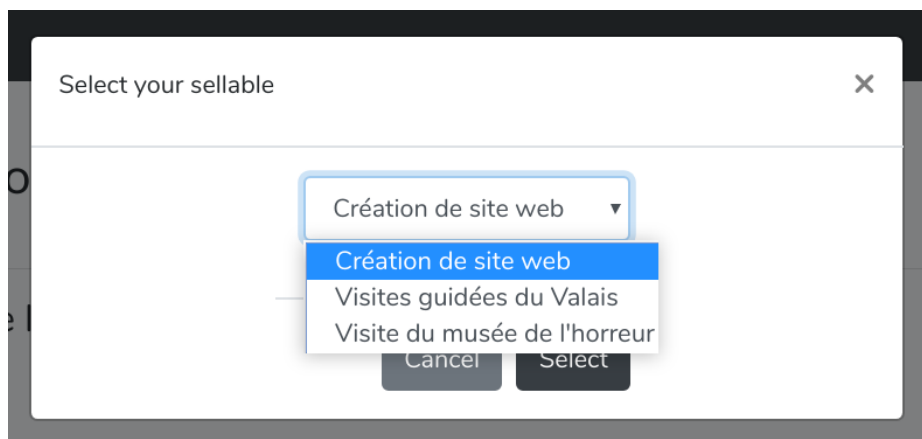 Select your sellable
×
Création de site web ▼
Création de site web
Visites guidées du Valais
Visite du musée de l'horreur
Cancel Select